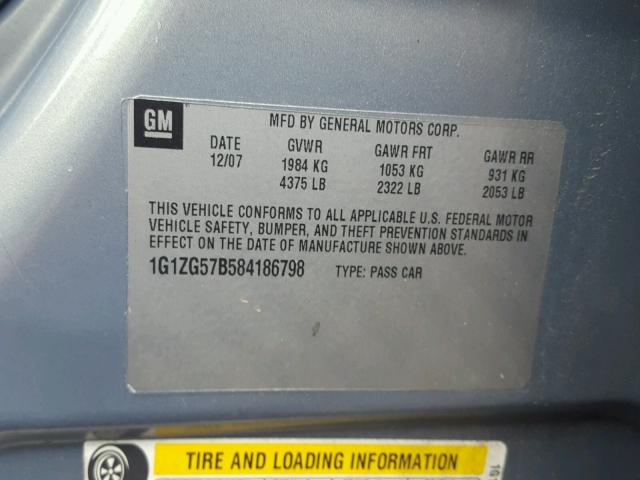 GM
MFD BY GENERAL MOTORS CORP.
DATE GVWR GAWR FRT GAWR RR
12/07 1984 KG 1053 KG 931 KG
4375 LB 2322 LB 2053 LB
THIS VEHICLE CONFORMS TO ALL APPLICABLE U.S. FEDERAL MOTOR
VEHICLE SAFETY, BUMPER, AND THEFT PREVENTION STANDARDS IN
EFFECT ON THE DATE OF MANUFACTURE SHOWN ABOVE.
1G1ZG57B584186798 TYPE: PASS CAR
TIRE AND LOADING INFORMATION